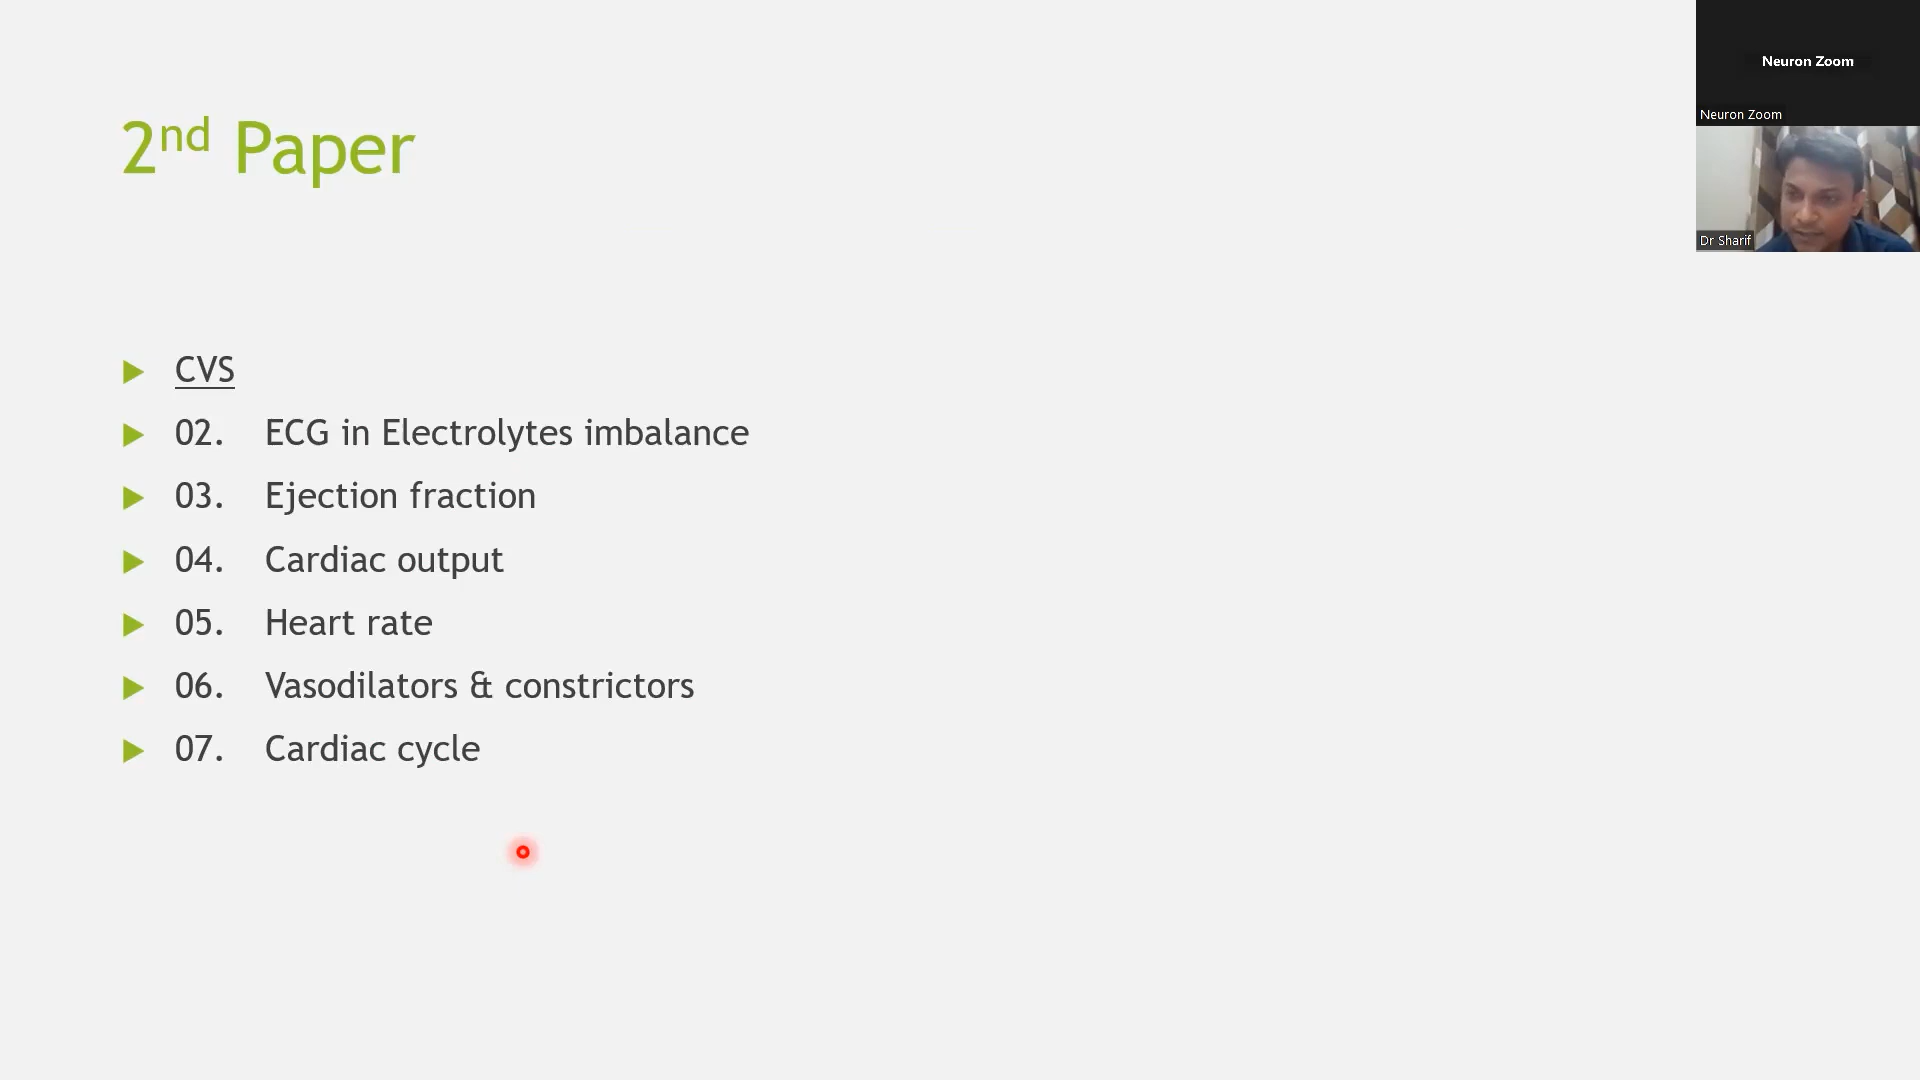 2nd Paper
CVS
02. ECG in Electrolytes imbalance
03. Ejection fraction
04. Cardiac output
05. Heart rate
06. Vasodilators & constrictors
07. Cardiac cycle
Neuron Zoom
Neuron Zoom
Dr Sharif